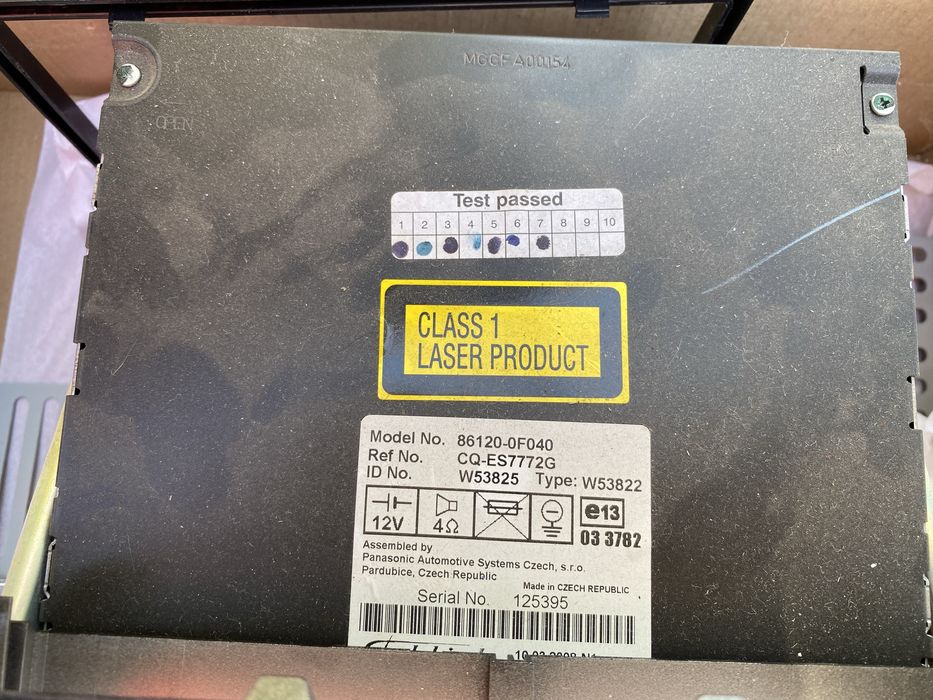 MGCFA00154
OPEN
Test passed
1 2 3 4 5 6 7 8 9 10
CLASS 1
LASER PRODUCT
Model No. 86120-0F040
Ref No. CQ-ES7772G
ID No. W53825 Type: W53822
12V 4Ω e13
03 3782
Assembled by
Panasonic Automotive Systems Czech, s.r.o.
Pardubice, Czech Republic
Made in CZECH REPUBLIC
Serial No. 125395